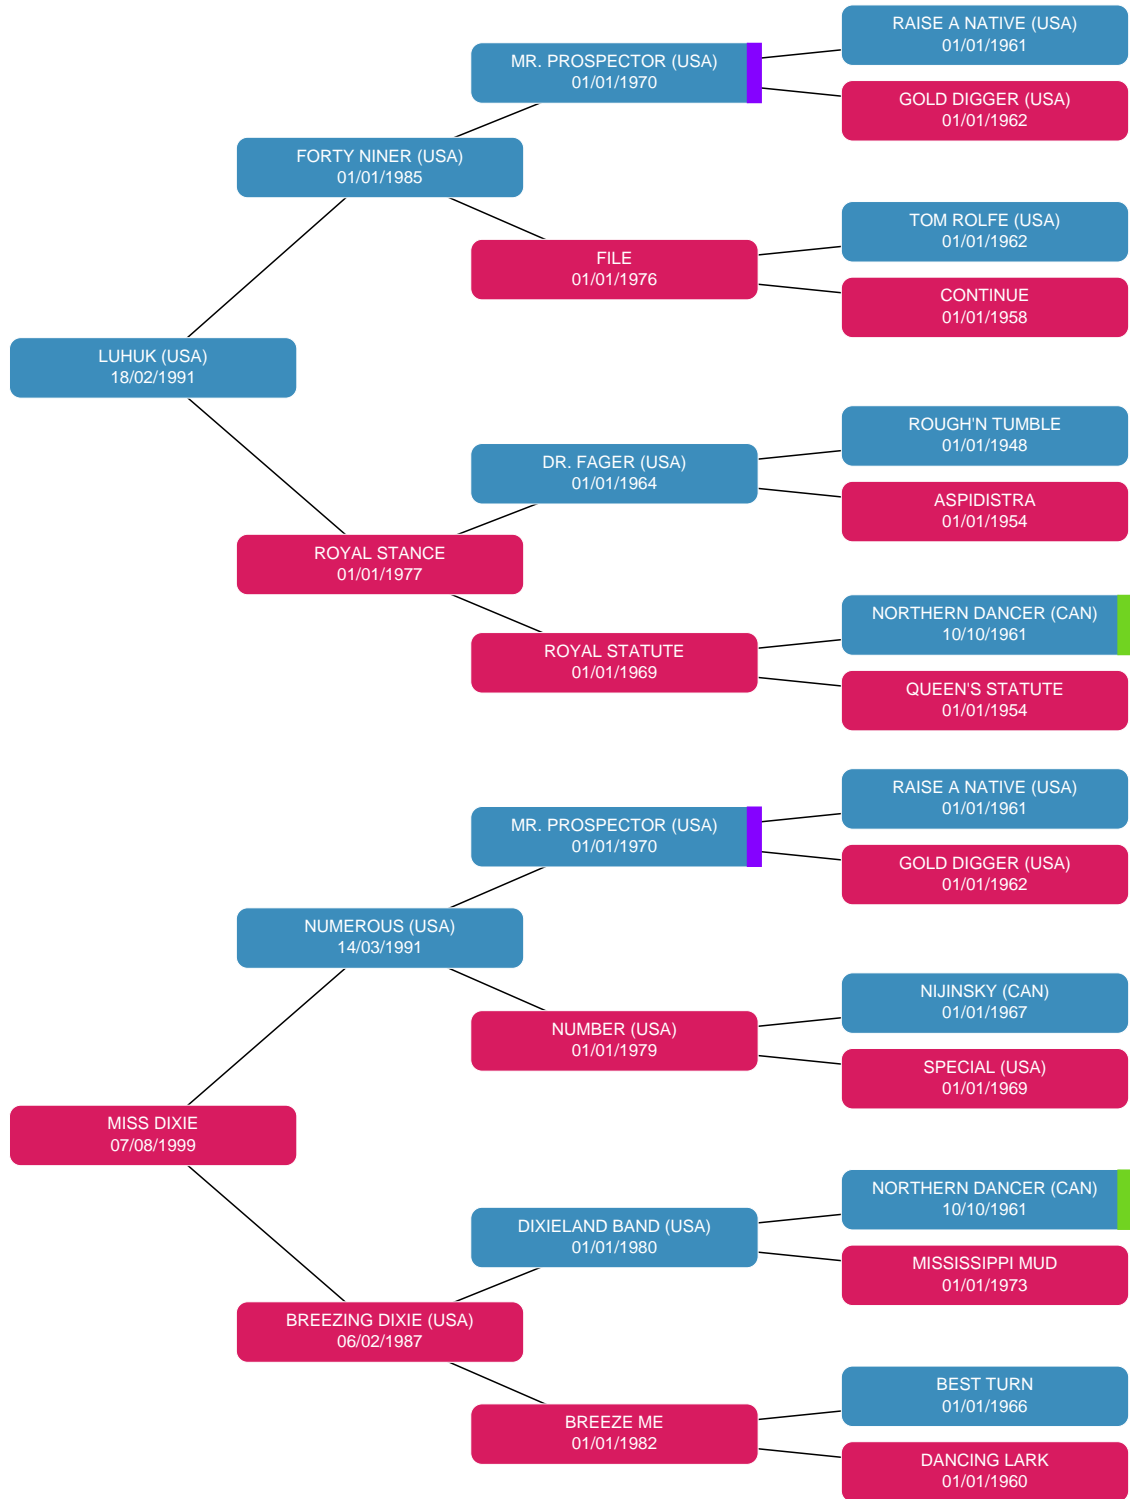 RAISE A NATIVE (USA)
01/01/1961
MR. PROSPECTOR (USA)
01/01/1970
GOLD DIGGER (USA)
01/01/1962
FORTY NINER (USA)
01/01/1985
TOM ROLFE (USA)
01/01/1962
FILE
01/01/1976
CONTINUE
01/01/1958
LUHUK (USA)
18/02/1991
ROUGH'N TUMBLE
01/01/1948
DR. FAGER (USA)
01/01/1964
ASPIDISTRA
01/01/1954
ROYAL STANCE
01/01/1977
NORTHERN DANCER (CAN)
10/10/1961
ROYAL STATUTE
01/01/1969
QUEEN'S STATUTE
01/01/1954
RAISE A NATIVE (USA)
01/01/1961
MR. PROSPECTOR (USA)
01/01/1970
GOLD DIGGER (USA)
01/01/1962
NUMEROUS (USA)
14/03/1991
NIJINSKY (CAN)
01/01/1967
NUMBER (USA)
01/01/1979
SPECIAL (USA)
01/01/1969
MISS DIXIE
07/08/1999
NORTHERN DANCER (CAN)
10/10/1961
DIXIELAND BAND (USA)
01/01/1980
MISSISSIPPI MUD
01/01/1973
BREEZING DIXIE (USA)
06/02/1987
BEST TURN
01/01/1966
BREEZE ME
01/01/1982
DANCING LARK
01/01/1960